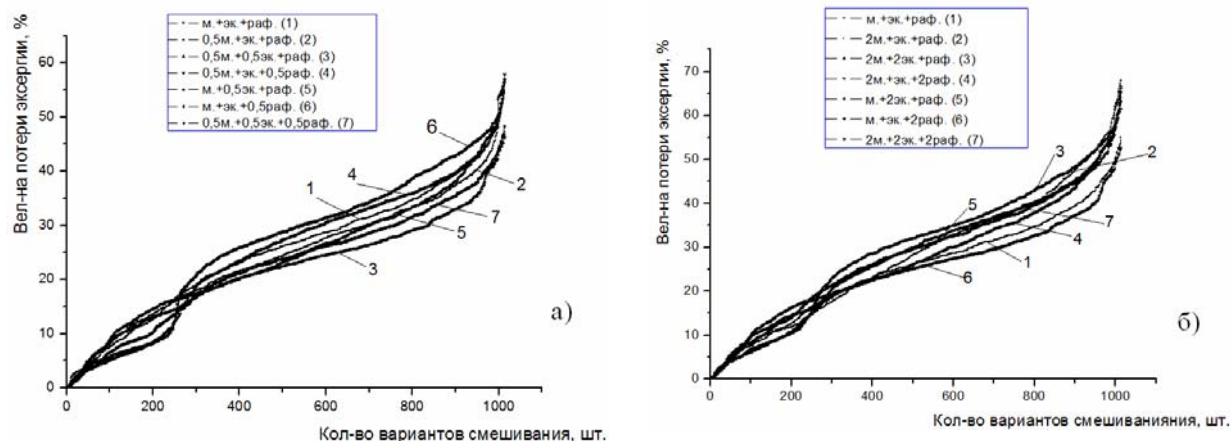 м.+эк.+раф. (1)
0,5м.+эк.+раф. (2)
0,5м.+0,5эк.+раф. (3)
0,5м.+эк.+0,5раф. (4)
м.+0,5эк.+раф. (5)
м.+эк.+0,5раф. (6)
0,5м.+0,5эк.+0,5раф. (7)
Вел-на потери эксергии, %
60
50
40
30
20
10
0
6
4
1
2
7
5
3
а)
0 200 400 600 800 1000
Кол-во вариантов смешивания, шт.
м.+эк.+раф. (1)
2м.+эк.+раф. (2)
2м.+2эк.+раф. (3)
2м.+эк.+2раф. (4)
м.+2эк.+раф. (5)
м.+эк.+2раф. (6)
2м.+2эк.+2раф. (7)
Вел-на потери эксергии, %
70
60
50
40
30
20
10
0
3
2
5
7
4
1
6
б)
0 200 400 600 800 1000
Кол-во вариантов смешиванияния, шт.